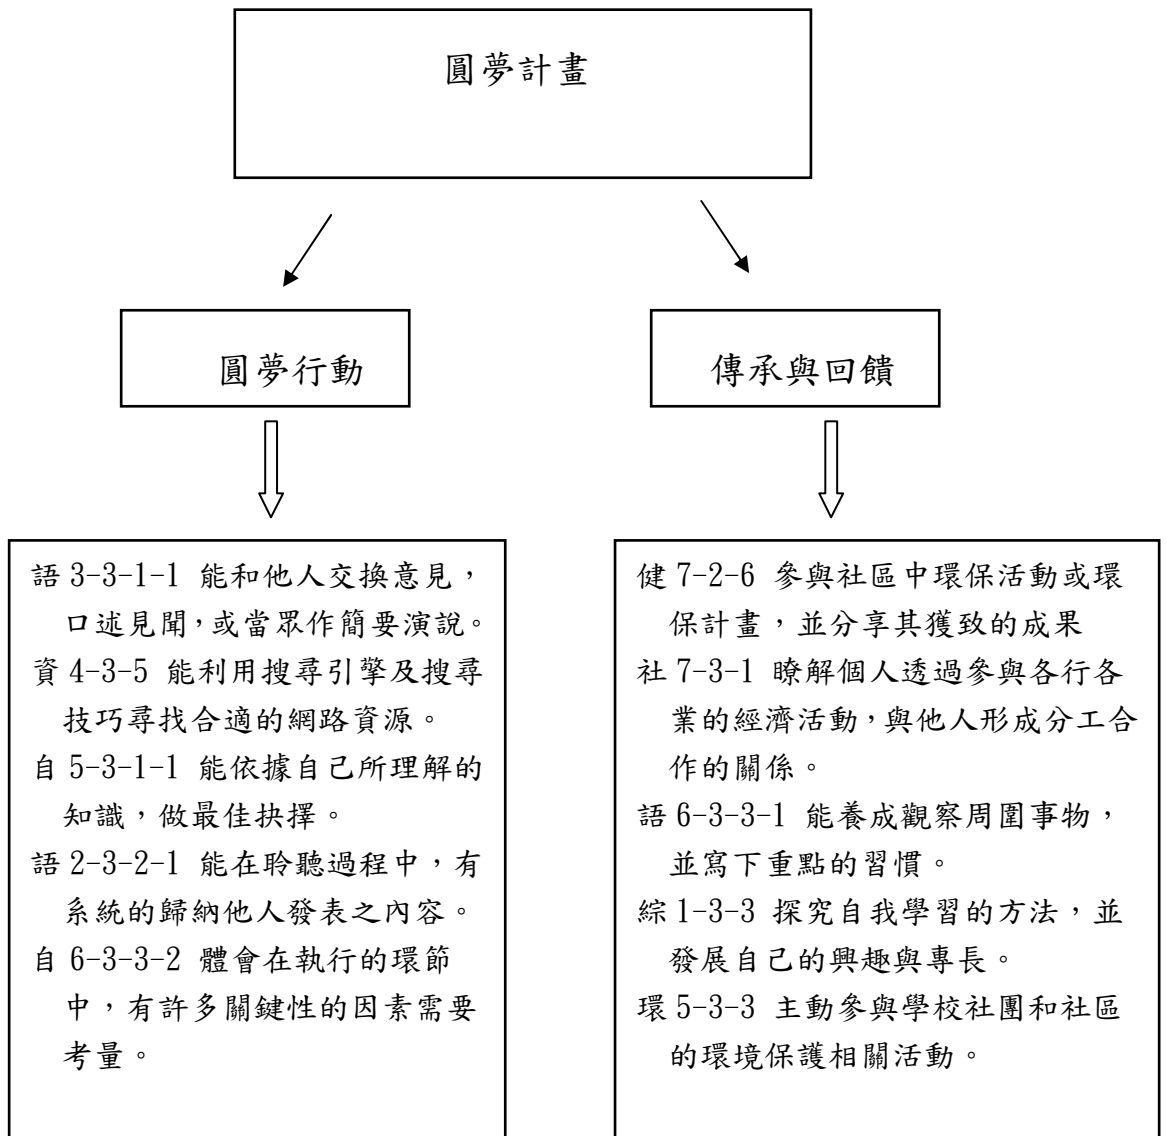 圓夢計畫
圓夢行動
傳承與回饋
語 3-3-1-1 能和他人交換意見，
口述見聞，或當眾作簡要演說。
資 4-3-5 能利用搜尋引擎及搜尋
技巧尋找合適的網路資源。
自 5-3-1-1 能依據自己所理解的
知識，做最佳抉擇。
語 2-3-2-1 能在聆聽過程中，有
系統的歸納他人發表之內容。
自 6-3-3-2 體會在執行的環節
中，有許多關鍵性的因素需要
考量。
健 7-2-6 參與社區中環保活動或環
保計畫，並分享其獲致的成果
社 7-3-1 瞭解個人透過參與各行各
業的經濟活動，與他人形成分工合
作的關係。
語 6-3-3-1 能養成觀察周圍事物，
並寫下重點的習慣。
綜 1-3-3 探究自我學習的方法，並
發展自己的興趣與專長。
環 5-3-3 主動參與學校社團和社區
的環境保護相關活動。